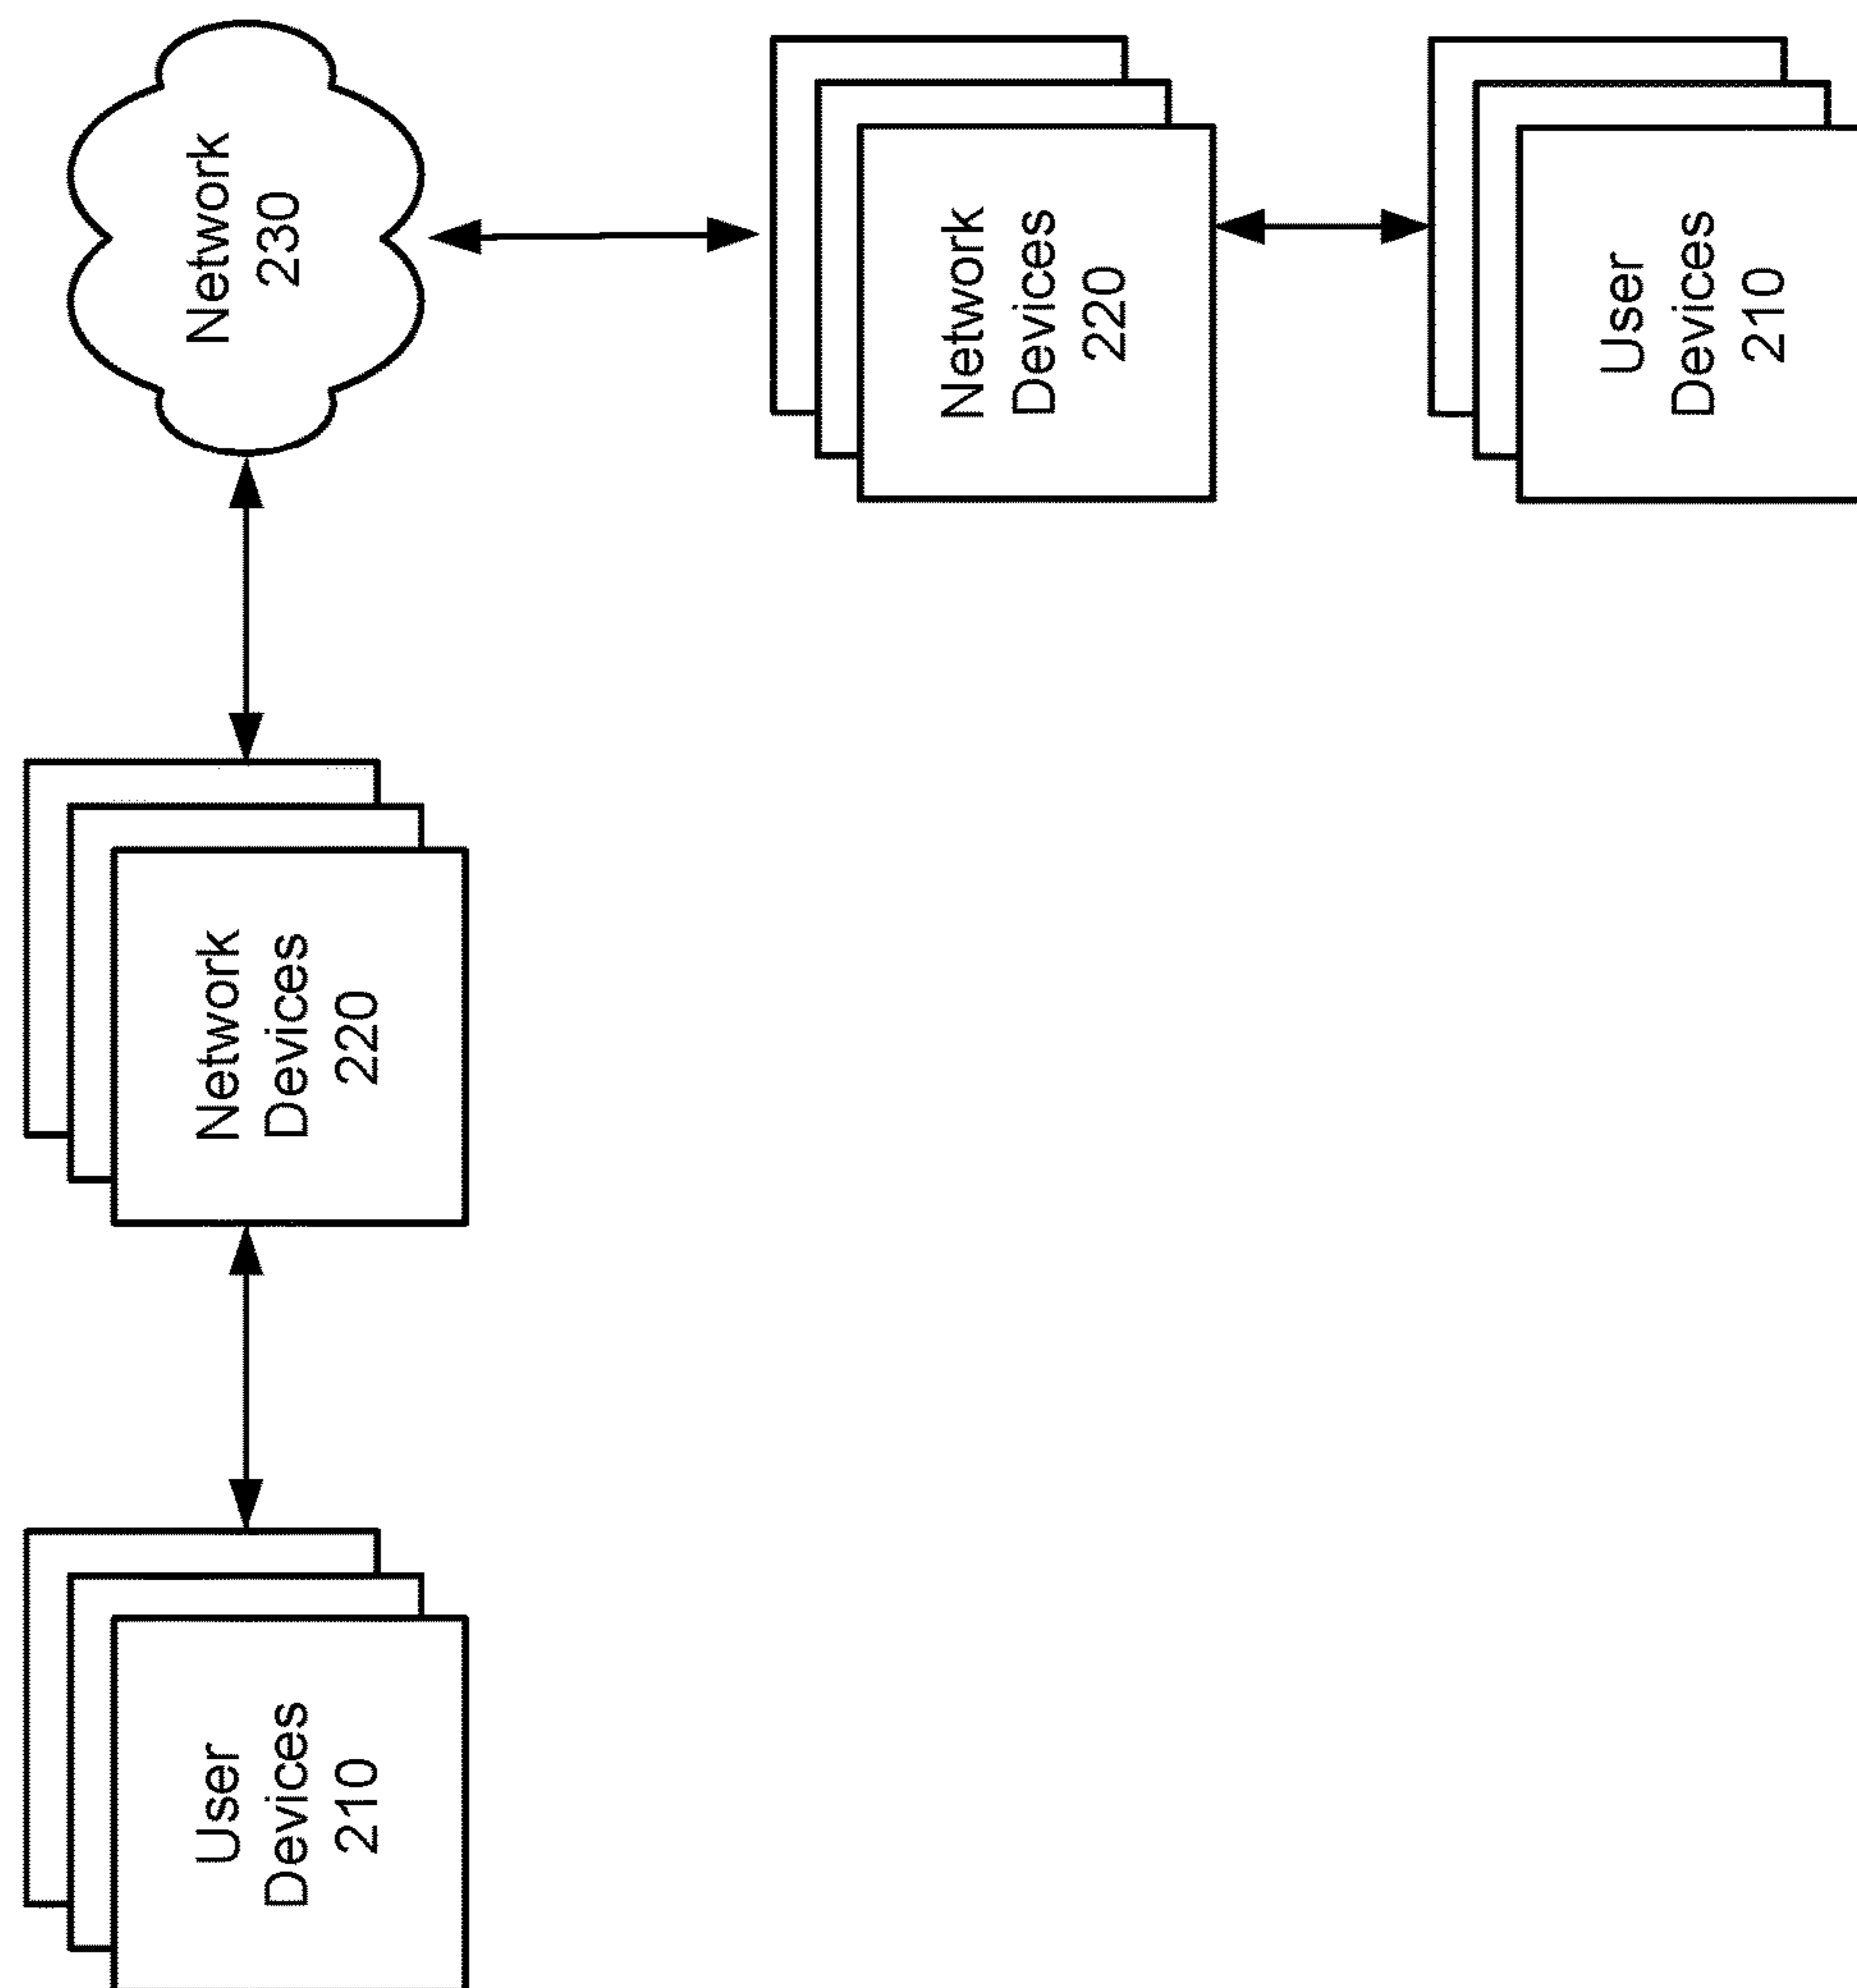 User
Devices
210
Network
Devices
220
Network
230
Network
Devices
220
User
Devices
210